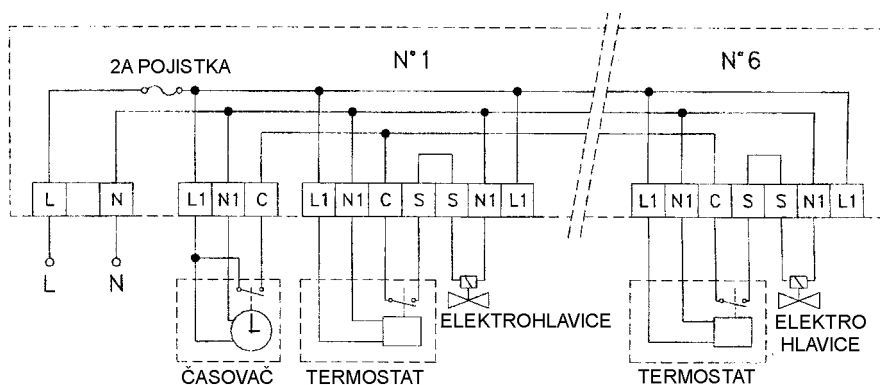 N°1
N°6
2A POJISTKA
L N L1 N1 C L1 N1 C S S N1 L1 L1 N1 C S S N1 L1
L N
ELEKTROHLAVICE
ELEKTRO
HLAVICE
ČASOVAČ
TERMOSTAT
TERMOSTAT